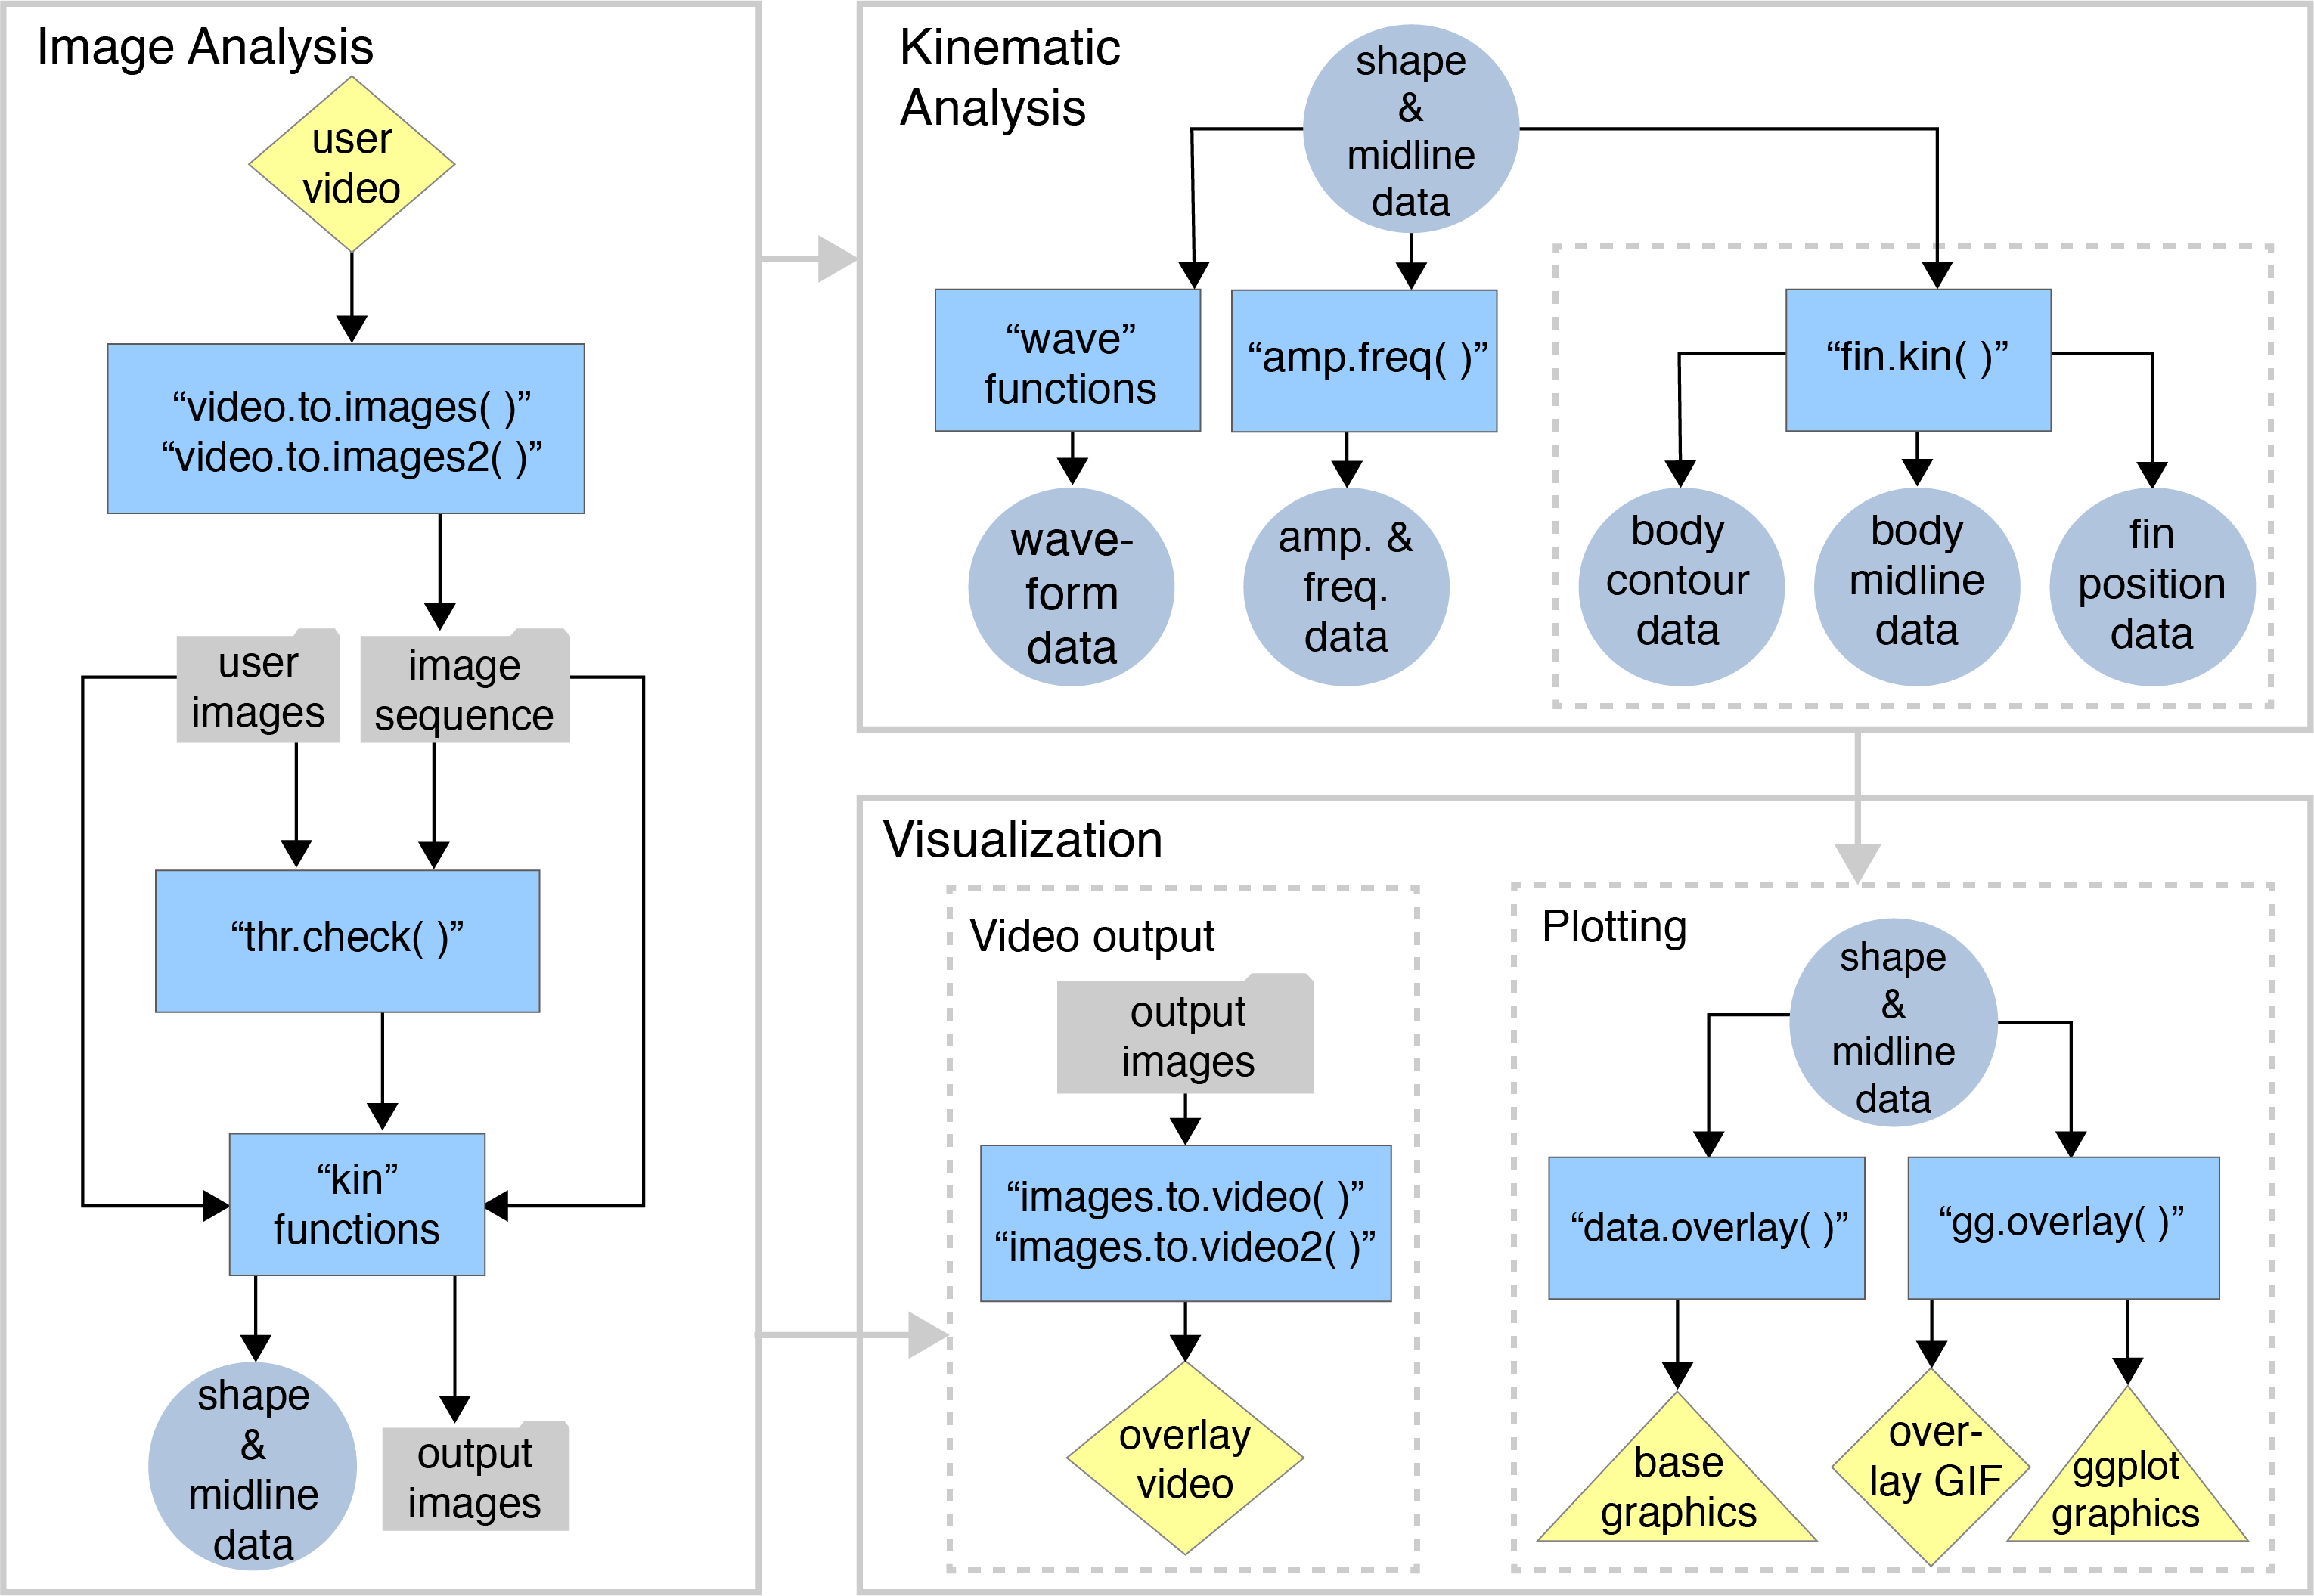 Image Analysis
user
video
“video.to.images( )”
“video.to.images2( )”
user
images
image
sequence
“thr.check( )”
“kin”
functions
shape
&
midline
data
output
images
Kinematic
Analysis
shape
&
midline
data
“wave”
functions
“amp.freq( )”
“fin.kin( )”
wave-
form
data
amp. &
freq.
data
body
contour
data
body
midline
data
fin
position
data
Visualization
Video output
output
images
“images.to.video( )”
“images.to.video2( )”
overlay
video
Plotting
shape
&
midline
data
“data.overlay( )”
“gg.overlay( )”
base
graphics
over-
lay GIF
ggplot
graphics